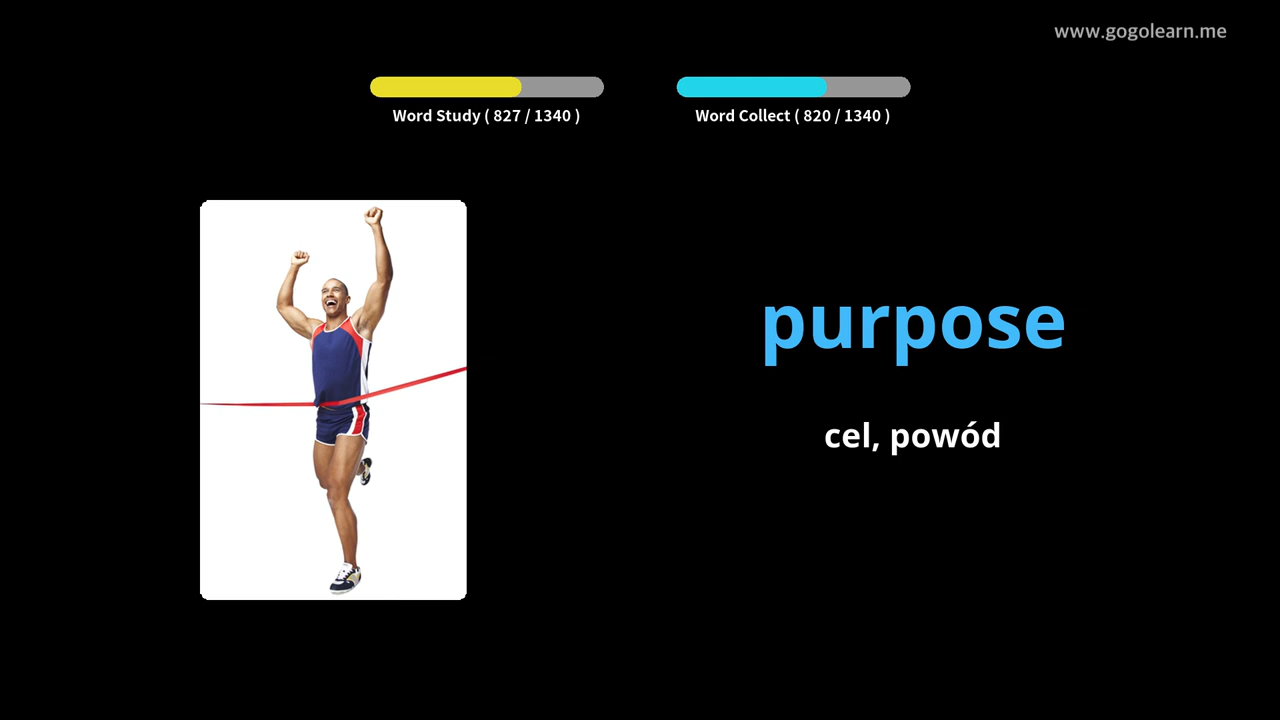 www.gogolearn.me
Word Study ( 827 / 1340 )
Word Collect ( 820 / 1340 )
purpose
cel, powód